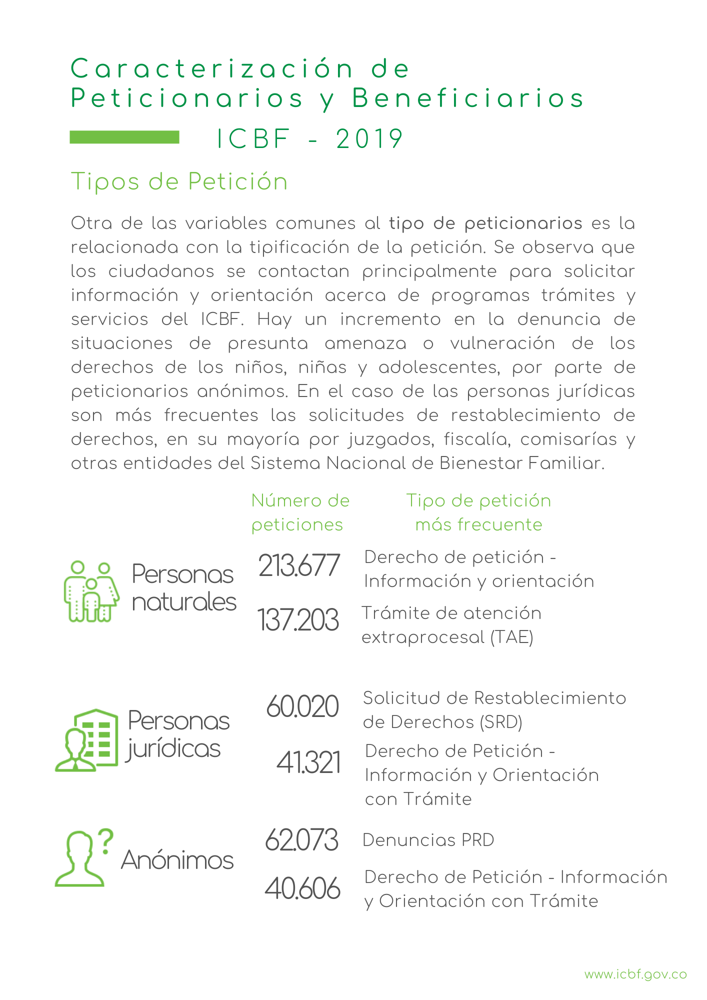 Caracterización de
Peticionarios y Beneficiarios
ICBF - 2019
Tipos de Petición
Otra de las variables comunes al tipo de peticionarios es la
relacionada con la tipificación de la petición. Se observa que
los ciudadanos se contactan principalmente para solicitar
información y orientación acerca de programas trámites y
servicios del ICBF. Hay un incremento en la denuncia de
situaciones de presunta amenaza o vulneración de los
derechos de los niños, niñas y adolescentes, por parte de
peticionarios anónimos. En el caso de las personas jurídicas
son más frecuentes las solicitudes de restablecimiento de
derechos, en su mayoría por juzgados, fiscalía, comisarías y
otras entidades del Sistema Nacional de Bienestar Familiar.
Número de
peticiones
Tipo de petición
más frecuente
Personas
naturales
213.677
Derecho de petición -
Información y orientación
137.203
Trámite de atención
extraprocesal (TAE)
Personas
jurídicas
60.020
Solicitud de Restablecimiento
de Derechos (SRD)
41.321
Derecho de Petición -
Información y Orientación
con Trámite
?
Anónimos
62.073
Denuncias PRD
40.606
Derecho de Petición - Información
y Orientación con Trámite
www.icbf.gov.co